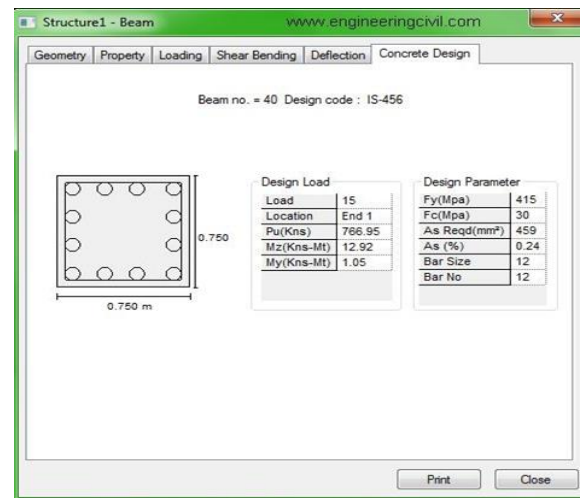 Structure1 - Beam
www.engineeringcivil.com
Geometry Property Loading Shear Bending Deflection Concrete Design
Beam no. = 40 Design code : IS-456
0.750
0.750 m
Design Load
Load 15
Location End 1
Pu(Kns) 766.95
Mz(Kns-Mt) 12.92
My(Kns-Mt) 1.05
Design Parameter
Fy(Mpa) 415
Fc(Mpa) 30
As Reqd(mm²) 459
As (%) 0.24
Bar Size 12
Bar No 12
Print Close